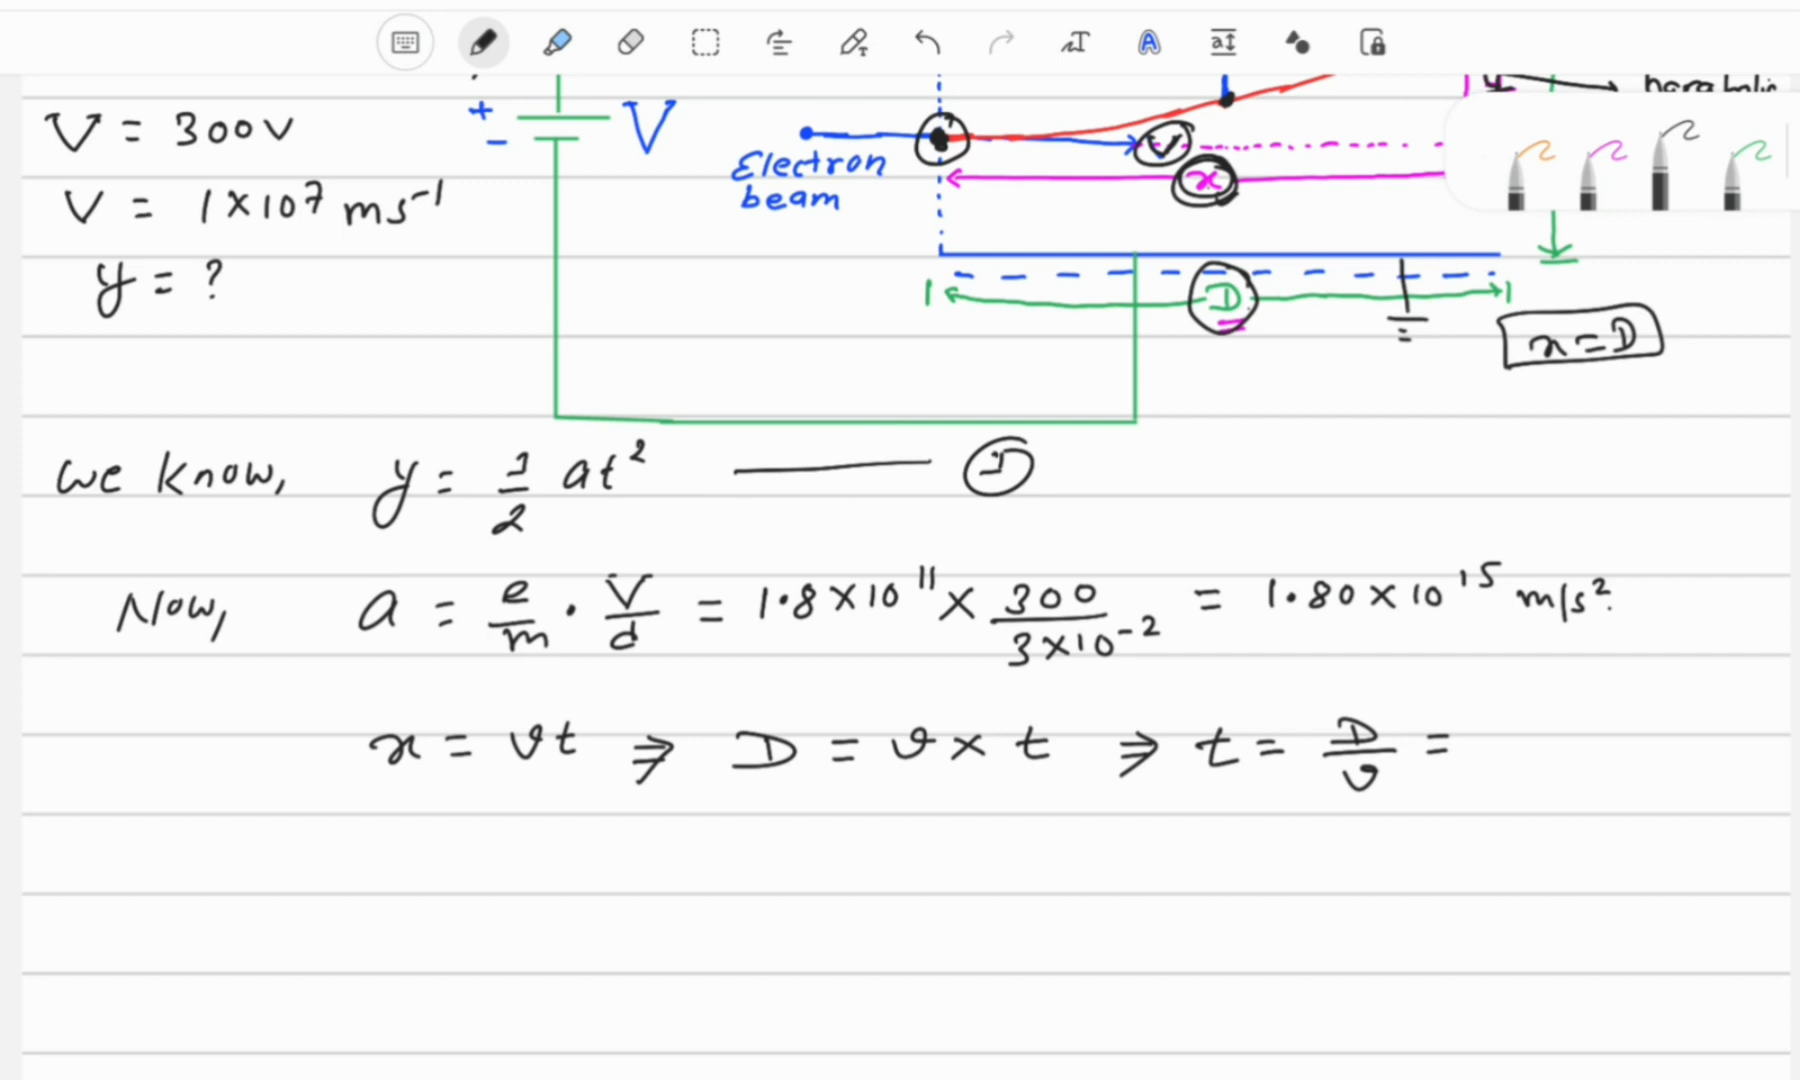 V = 300 V
v = 1 × 10⁷ ms⁻¹
y = ?
+
-
V
Electron
beam
v
x
D
x = D
We know, y = 1/2 at² ——— ①
Now, a = e/m · V/d = 1.8 × 10¹¹ × 300/3×10⁻² = 1.80 × 10¹⁵ m/s².
x = vt ⇒ D = v × t ⇒ t = D/v =